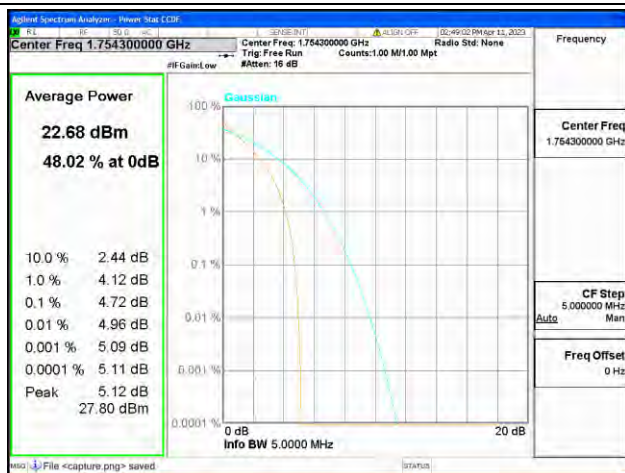 Agilent Spectrum Analyzer - Power Stat CCDF
RL RF 50 Ω AC SENSE:INT ALIGN OFF 02:49:02 PM Apr 11, 2023
Center Freq 1.754300000 GHz
Center Freq: 1.754300000 GHz Radio Std: None
Trig: Free Run Counts:1.00 M/1.00 Mpt
#IFGain:Low #Atten: 16 dB
Frequency
Average Power
22.68 dBm
48.02 % at 0dB
10.0 % 2.44 dB
1.0 % 4.12 dB
0.1 % 4.72 dB
0.01 % 4.96 dB
0.001 % 5.09 dB
0.0001 % 5.11 dB
Peak 5.12 dB
27.80 dBm
Gaussian
100 %
10 %
1 %
0.1 %
0.01 %
0.001 %
0.0001 %
0 dB 20 dB
Info BW 5.0000 MHz
Center Freq
1.754300000 GHz
CF Step
5.000000 MHz
Auto Man
Freq Offset
0 Hz
MSG File <capture.png> saved STATUS